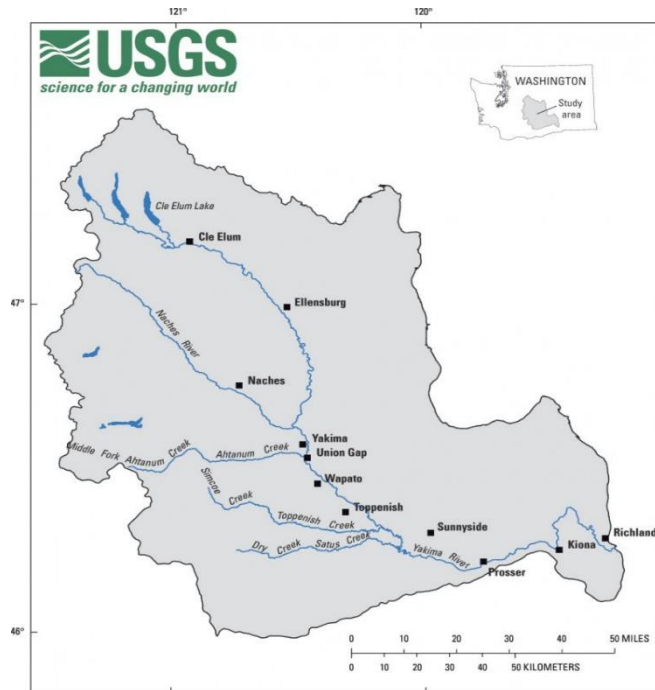 121°
120°
USGS
science for a changing world
WASHINGTON
Study
area
Cle Elum Lake
Cle Elum
47°
Ellensburg
Naches River
Naches
Yakima
Middle Fork Ahtanum Creek
Ahtanum Creek
Union Gap
Wapato
Simcoe Creek
Toppenish
Toppenish Creek
Sunnyside
Dry Creek
Satus Creek
Yakima River
Richland
Kiona
Prosser
46°
0 10 20 30 40 50 MILES
0 10 20 30 40 50 KILOMETERS